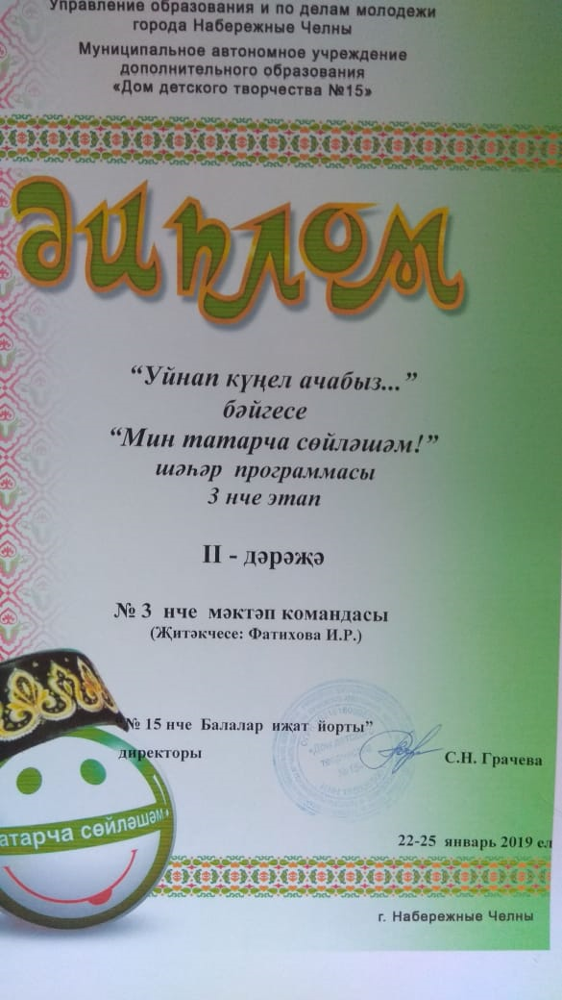 Управление образования и по делам молодежи
города Набережные Челны
Муниципальное автономное учреждение
дополнительного образования
«Дом детского творчества №15»
диплом
“Уйнап күңел ачабыз...”
бәйгесе
“Мин татарча сөйләшәм!”
шәһәр программасы
3 нче этап
II - дәрәҗә
№ 3 нче мәктәп командасы
(Җитәкчесе: Фатихова И.Р.)
№ 15 нче Балалар иҗат йорты”
директоры
С.Н. Грачева
атарча сөйләшәм
22-25 январь 2019 ел
г. Набережные Челны